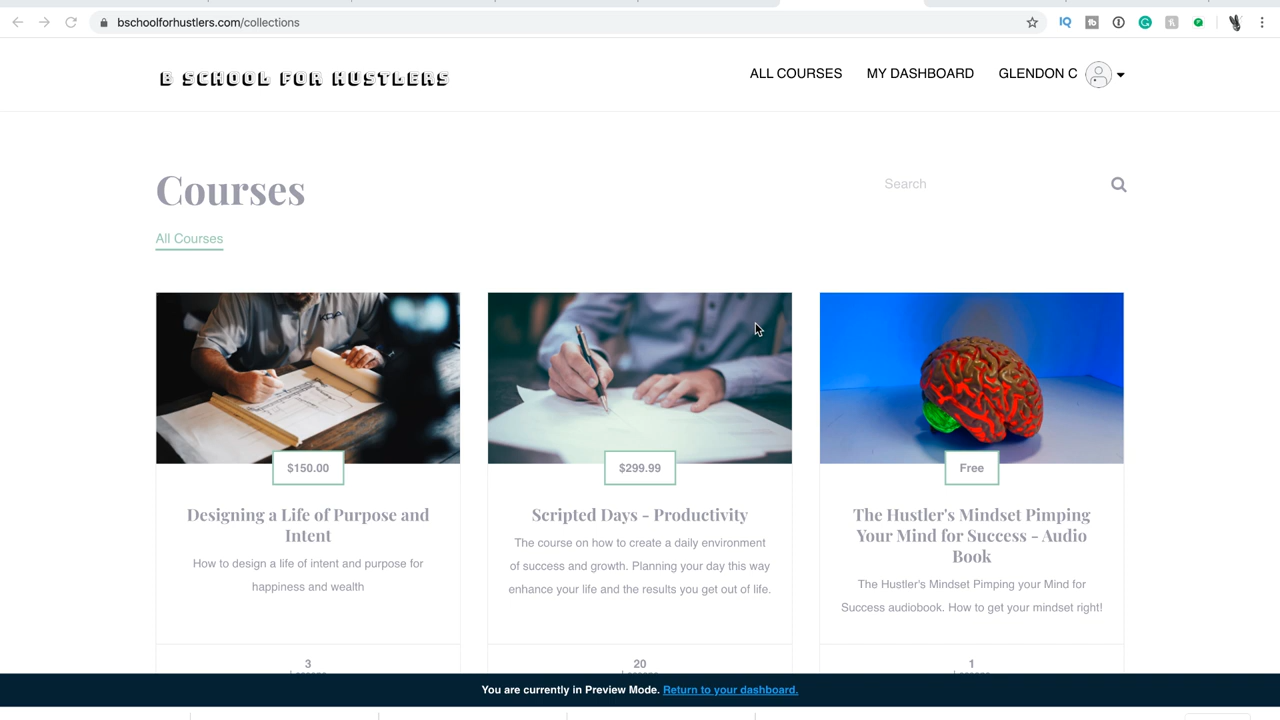 bschoolforhustlers.com/collections
B SCHOOL FOR HUSTLERS
ALL COURSES
MY DASHBOARD
GLENDON C
Courses
Search
All Courses
$150.00
$299.99
Free
Designing a Life of Purpose and
Intent
How to design a life of intent and purpose for
happiness and wealth
Scripted Days - Productivity
The course on how to create a daily environment
of success and growth. Planning your day this way
enhance your life and the results you get out of life.
The Hustler's Mindset Pimping
Your Mind for Success - Audio
Book
The Hustler's Mindset Pimping your Mind for
Success audiobook. How to get your mindset right!
3
20
1
You are currently in Preview Mode. Return to your dashboard.